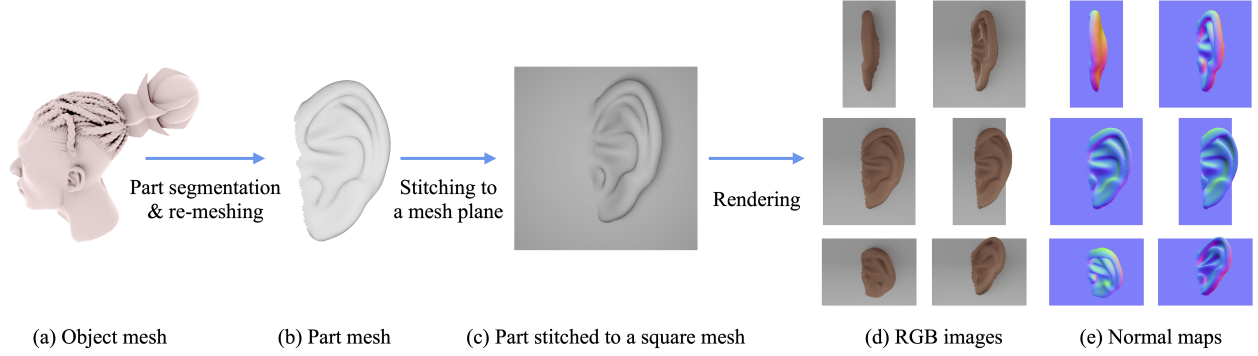 Part segmentation
& re-meshing
Stitching to
a mesh plane
Rendering
(a) Object mesh
(b) Part mesh
(c) Part stitched to a square mesh
(d) RGB images
(e) Normal maps